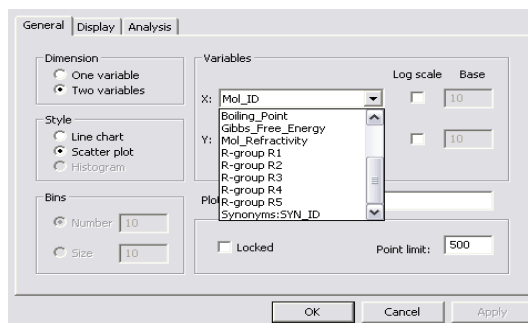 General Display Analysis
Dimension
One variable
Two variables
Style
Line chart
Scatter plot
Histogram
Bins
Number 10
Size 10
Variables
Log scale Base
X: Mol_ID 10
Boiling_Point
Gibbs_Free_Energy
Mol_Refractivity
R-group R1
R-group R2
R-group R3
R-group R4
R-group R5
Synonyms:SYN_ID
Y: 10
Locked
Point limit: 500
OK Cancel Apply